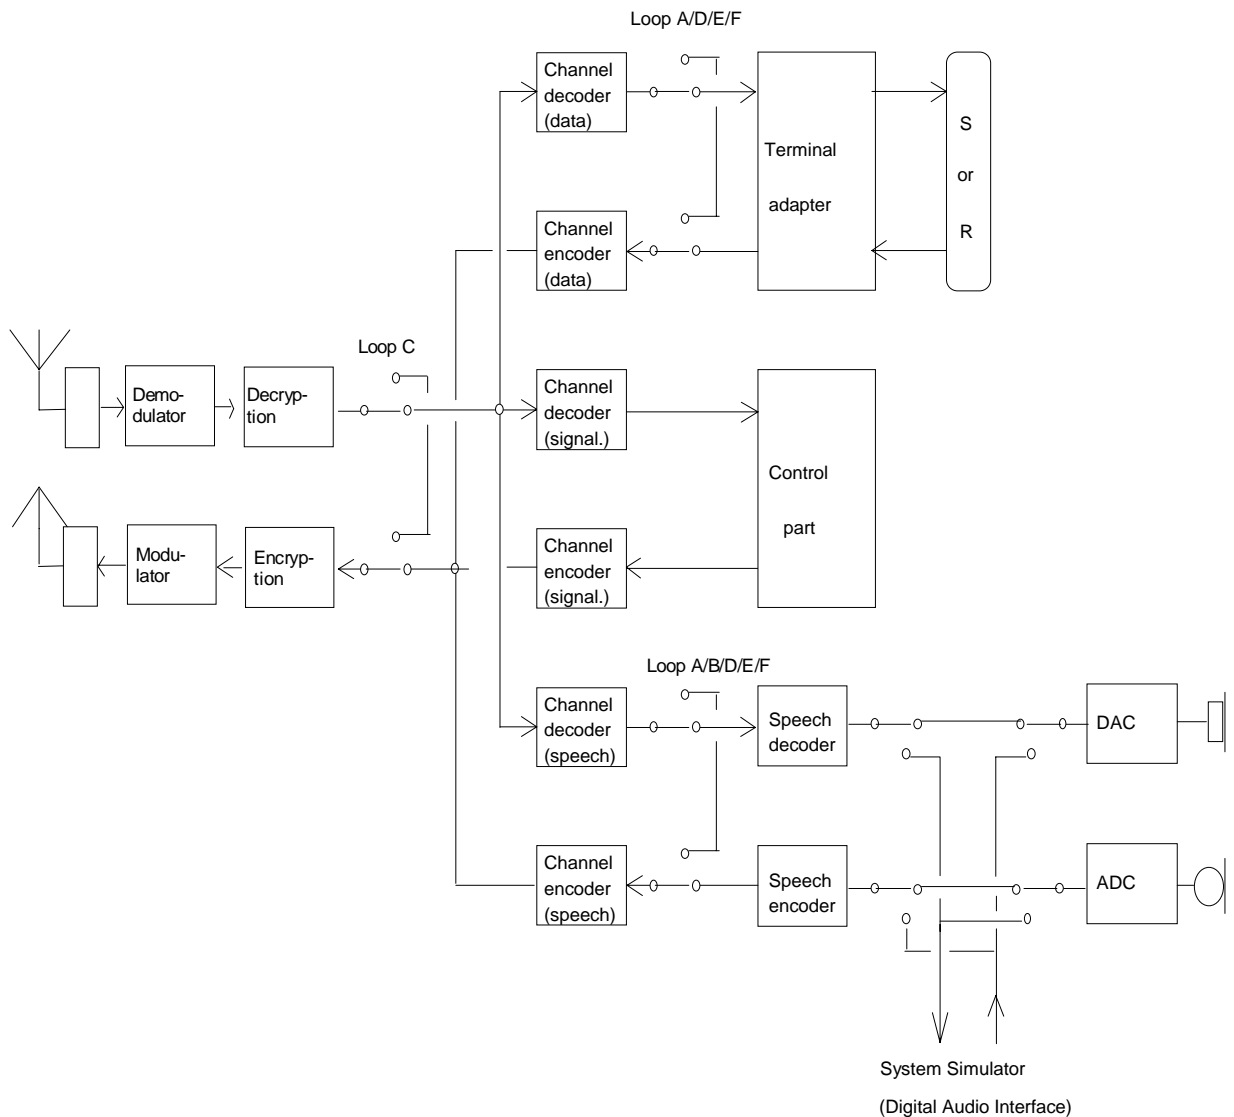 Loop A/D/E/F
Channel
decoder
(data)
Terminal
adapter
S
or
R
Channel
encoder
(data)
Loop C
Demo-
dulator
Decryp-
tion
Channel
decoder
(signal.)
Control
part
Modu-
lator
Encryp-
tion
Channel
encoder
(signal.)
Loop A/B/D/E/F
Channel
decoder
(speech)
Speech
decoder
DAC
Channel
encoder
(speech)
Speech
encoder
ADC
System Simulator
(Digital Audio Interface)